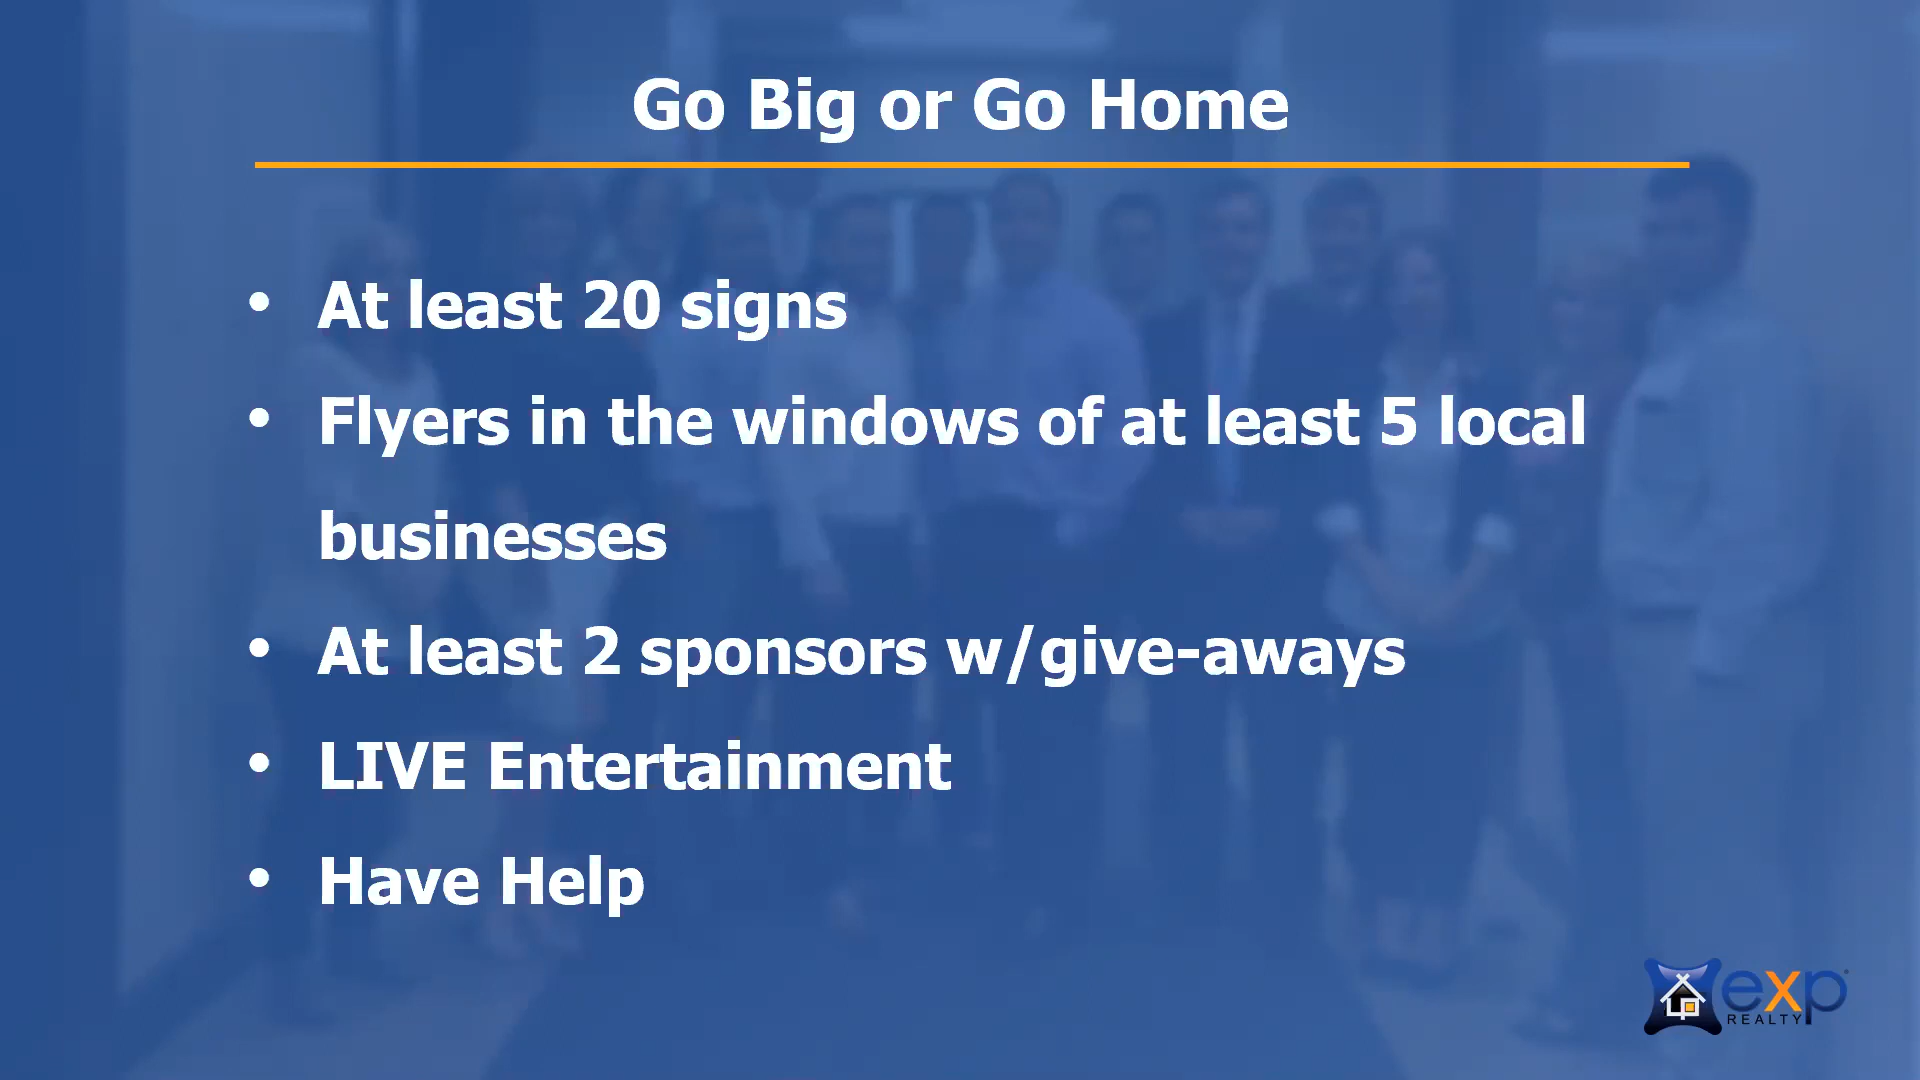 Go Big or Go Home
• At least 20 signs
• Flyers in the windows of at least 5 local
businesses
• At least 2 sponsors w/give-aways
• LIVE Entertainment
• Have Help
exp
REALTY